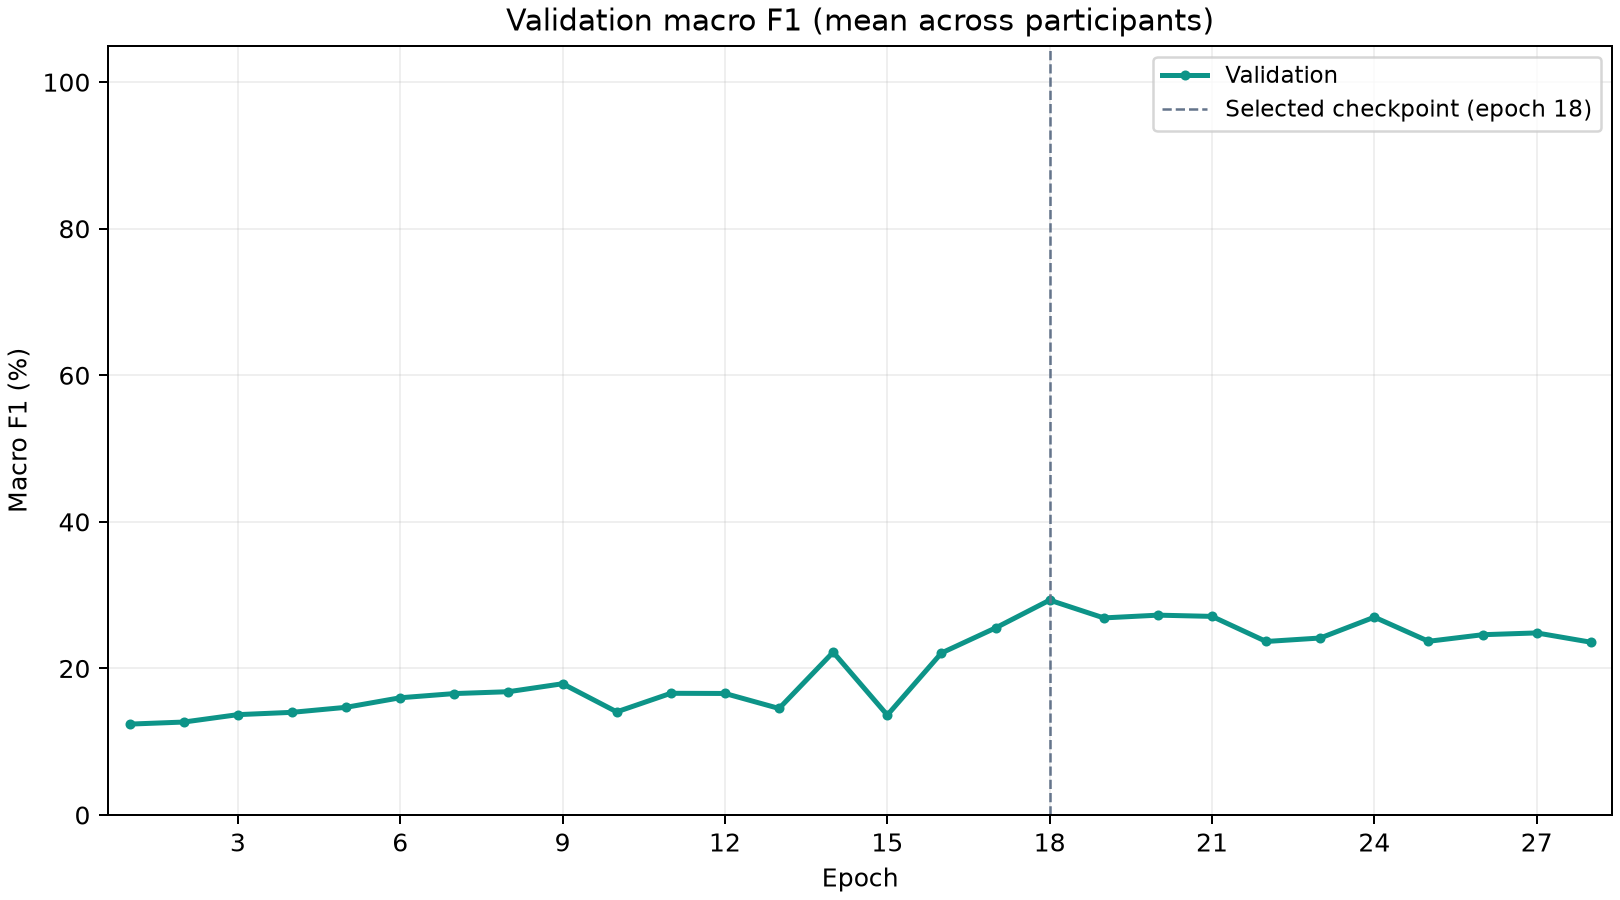 Validation macro F1 (mean across participants)
Validation
Selected checkpoint (epoch 18)
Macro F1 (%)
100
80
60
40
20
0
3 6 9 12 15 18 21 24 27
Epoch